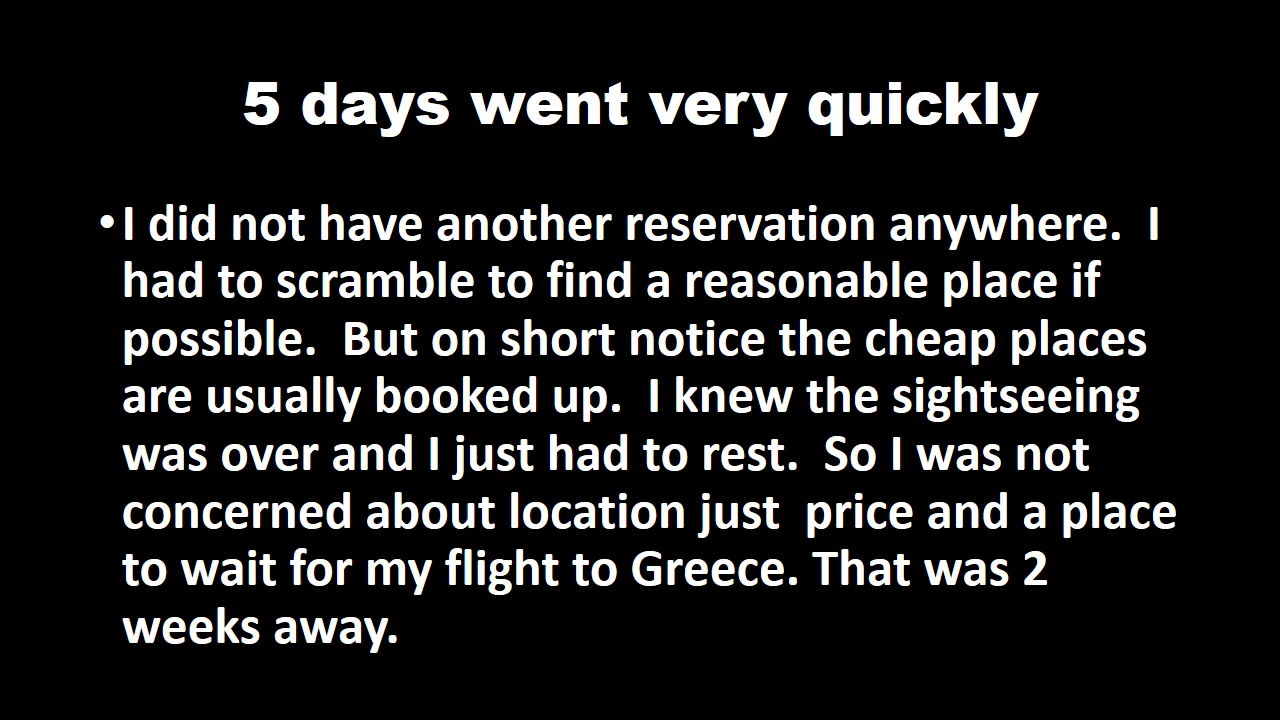 5 days went very quickly
•I did not have another reservation anywhere.  I
had to scramble to find a reasonable place if
possible.  But on short notice the cheap places
are usually booked up.  I knew the sightseeing
was over and I just had to rest.  So I was not
concerned about location just  price and a place
to wait for my flight to Greece. That was 2
weeks away.